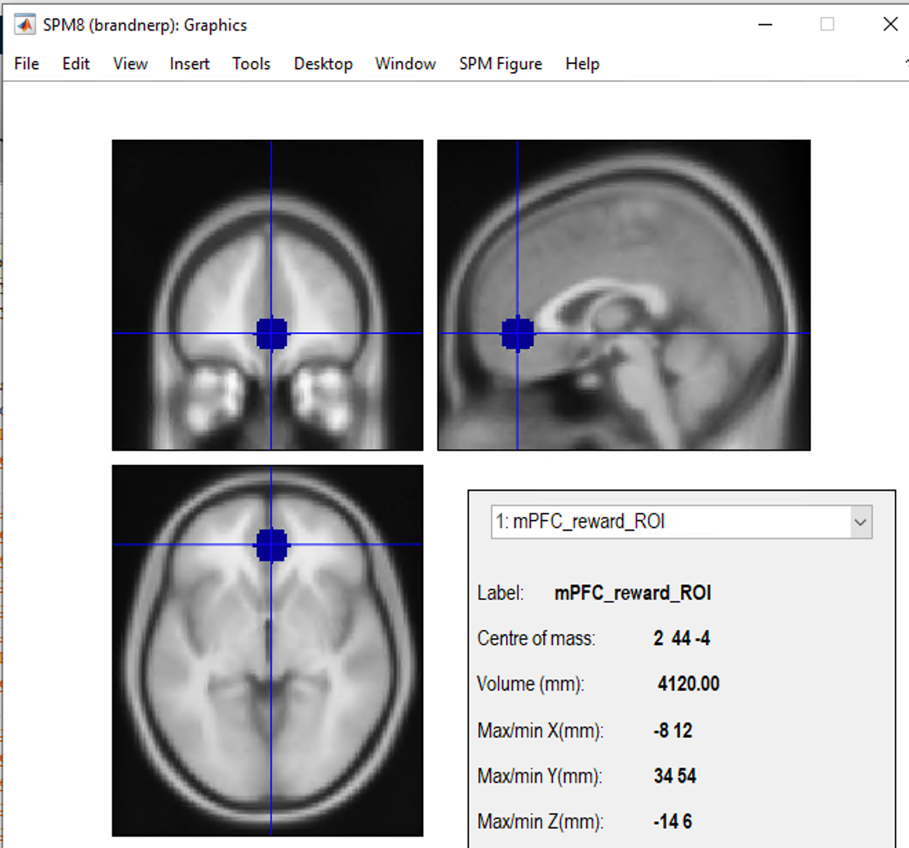 SPM8 (brandnerp): Graphics
File Edit View Insert Tools Desktop Window SPM Figure Help
1: mPFC_reward_ROI
Label: mPFC_reward_ROI
Centre of mass: 2 44 -4
Volume (mm): 4120.00
Max/min X(mm): -8 12
Max/min Y(mm): 34 54
Max/min Z(mm): -14 6